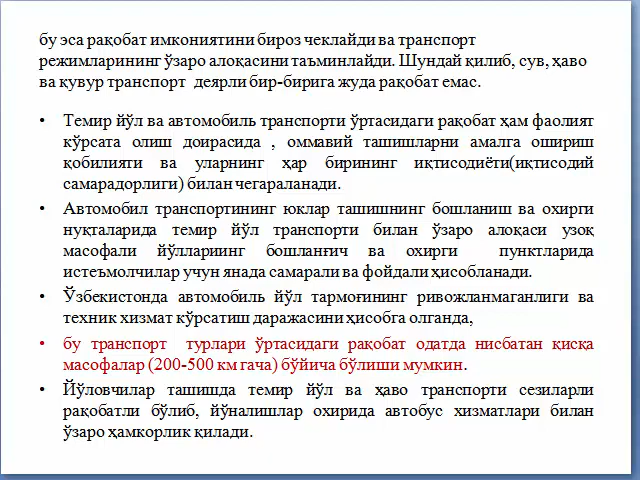 бу эса рақобат имкониятини бироз чеклайди ва транспорт
режимларининг ўзаро алоқасини таъминлайди. Шундай қилиб, сув, ҳаво
ва қувур транспорт деярли бир-бирига жуда рақобат емас.
• Темир йўл ва автомобиль транспорти ўртасидаги рақобат ҳам фаолият
кўрсата олиш доирасида , оммавий ташишларни амалга ошириш
қобилияти ва уларнинг ҳар бирининг иқтисодиёти(иқтисодий
самарадорлиги) билан чегараланади.
• Автомобил транспортининг юклар ташишнинг бошланиш ва охирги
нуқталарида темир йўл транспорти билан ўзаро алоқаси узоқ
масофали йўллариинг бошланғич ва охирги пунктларида
истеъмолчилар учун янада самарали ва фойдали ҳисобланади.
• Ўзбекистонда автомобиль йўл тармоғининг ривожланмаганлиги ва
техник хизмат кўрсатиш даражасини ҳисобга олганда,
• бу транспорт турлари ўртасидаги рақобат одатда нисбатан қисқа
масофалар (200-500 км гача) бўйича бўлиши мумкин.
• Йўловчилар ташишда темир йўл ва ҳаво транспорти сезиларли
рақобатли бўлиб, йўналишлар охирида автобус хизматлари билан
ўзаро ҳамкорлик қилади.